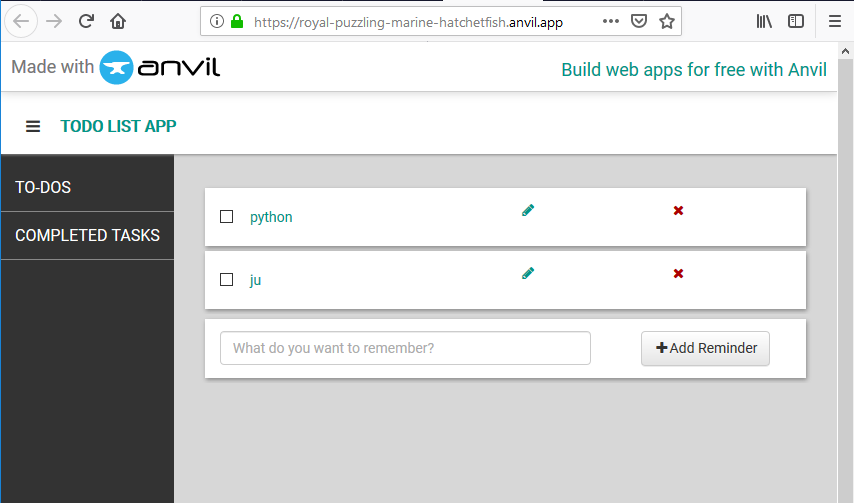 https://royal-puzzling-marine-hatchetfish.anvil.app
Made with anvil
Build web apps for free with Anvil
TODO LIST APP
TO-DOS
COMPLETED TASKS
python
ju
What do you want to remember?
Add Reminder